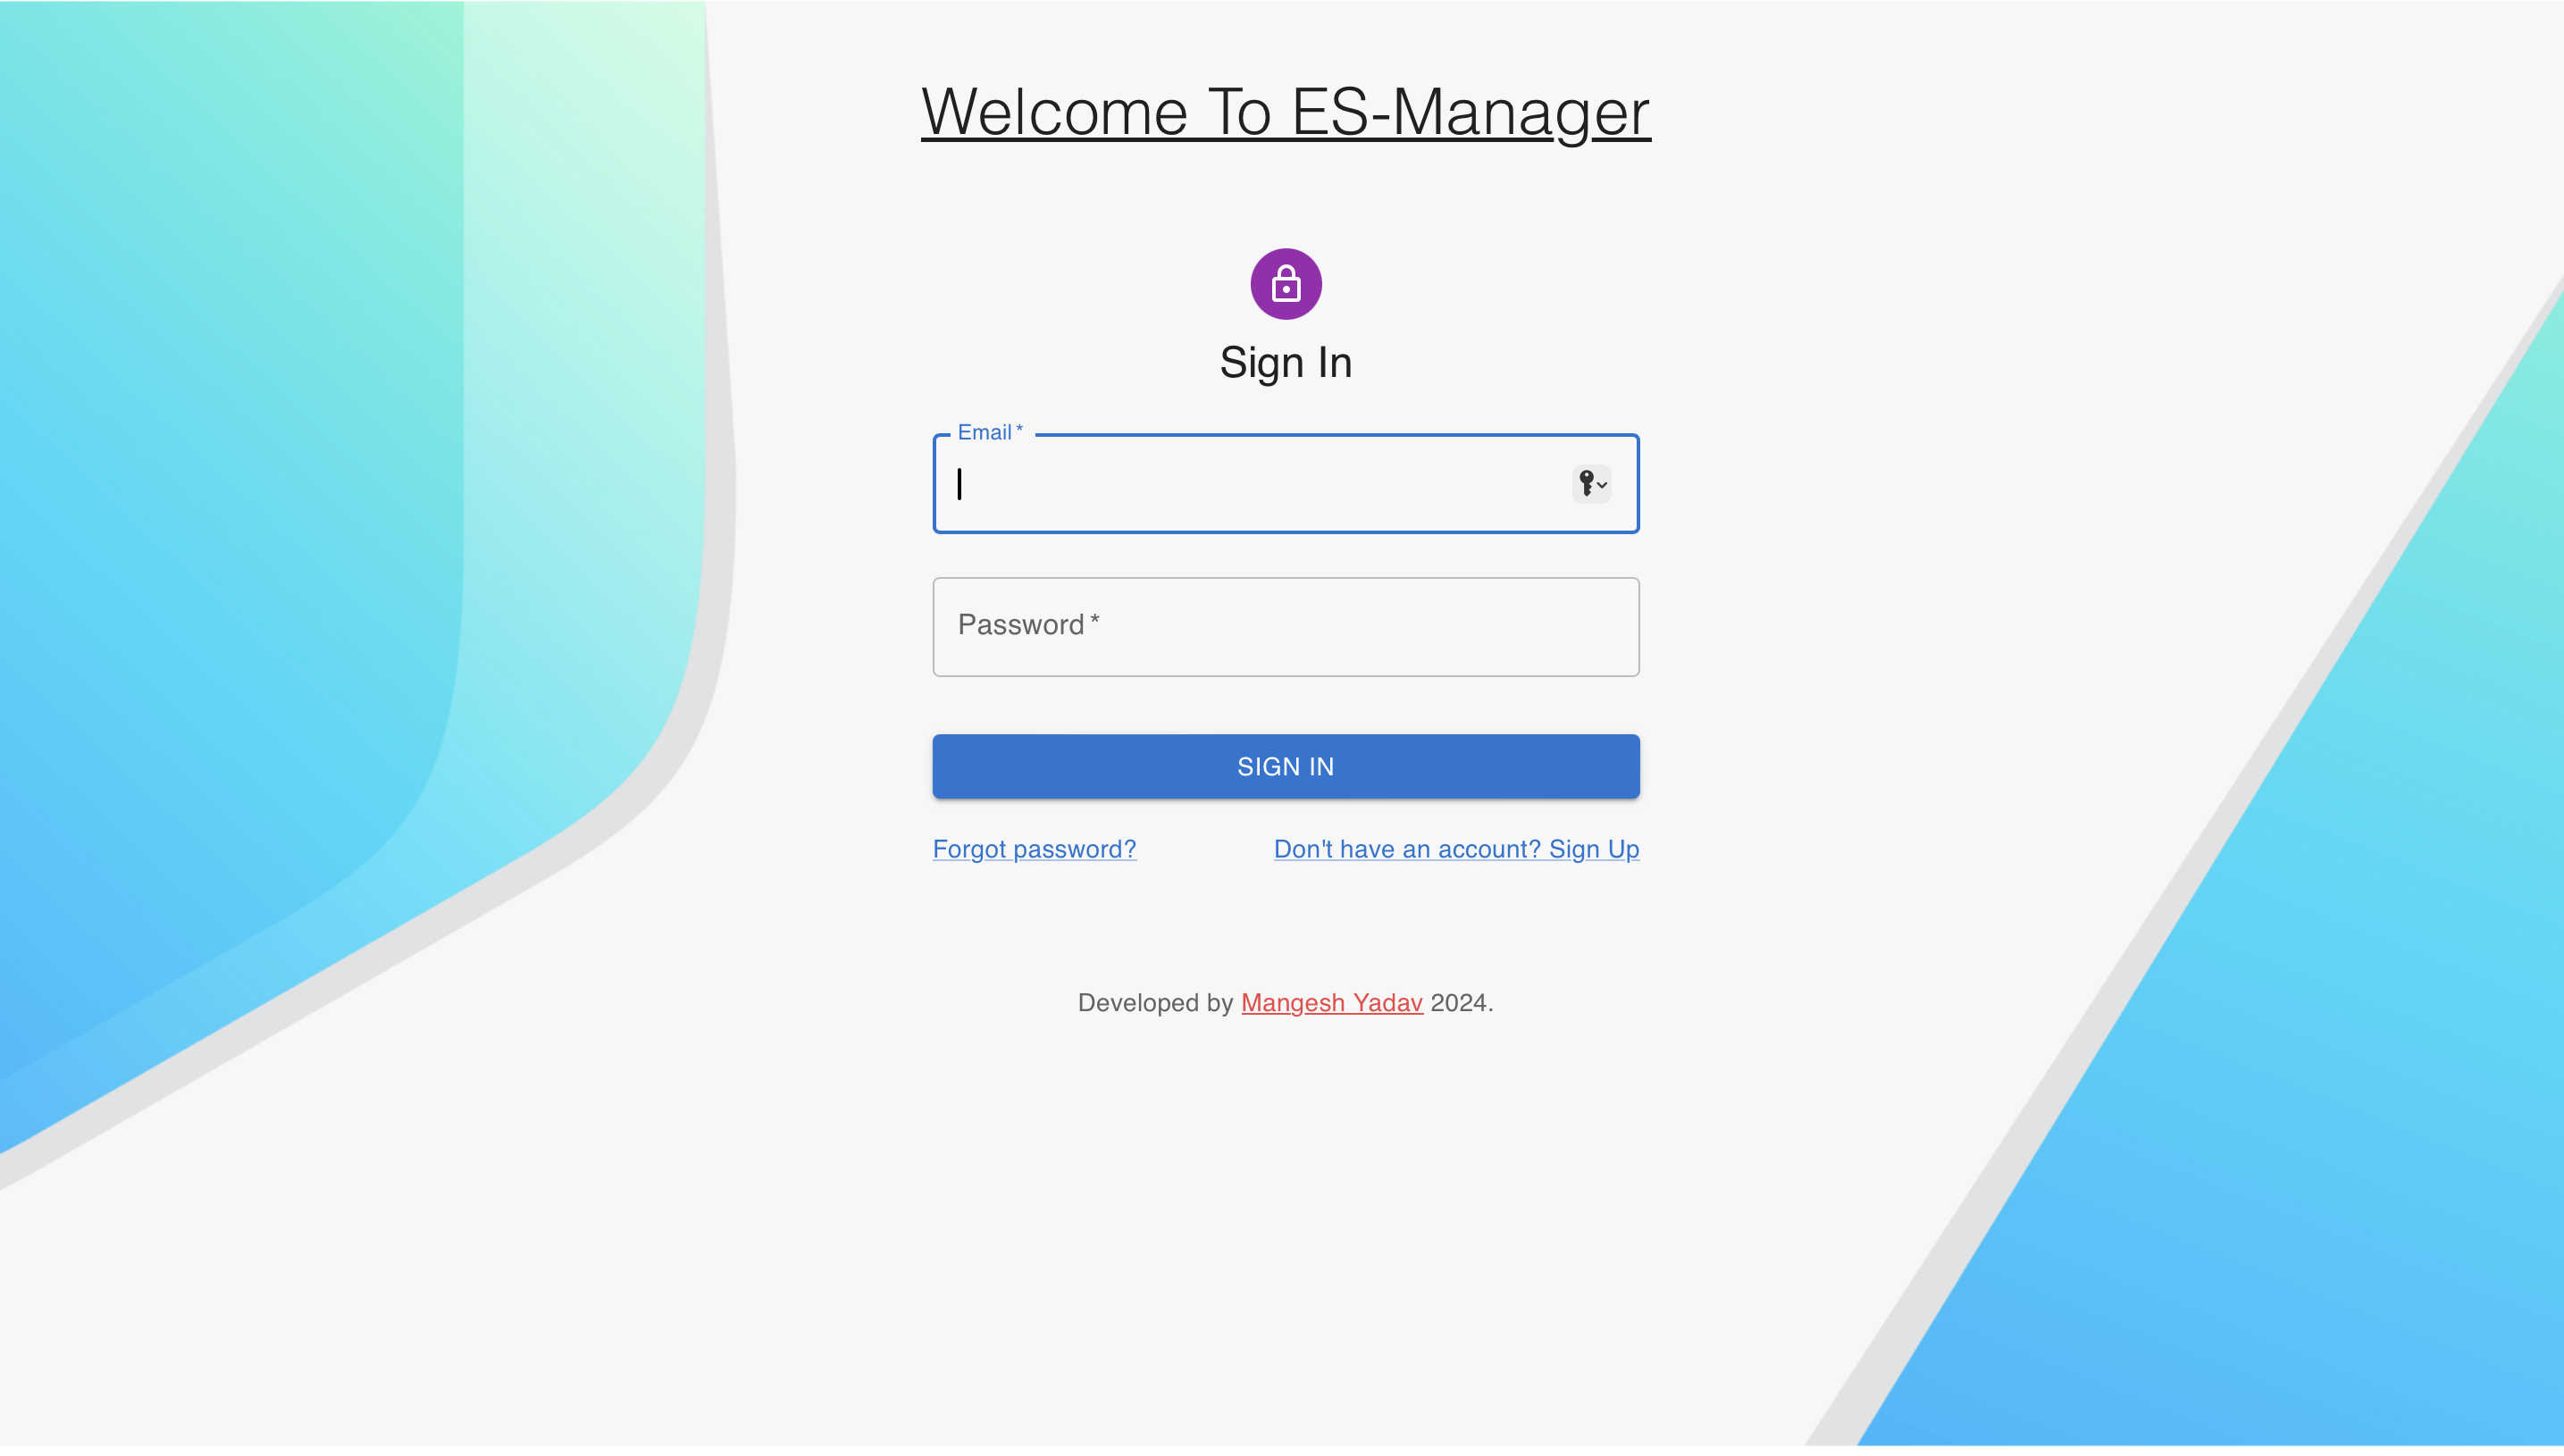 Welcome To ES-Manager
Sign In
Email *
Password *
SIGN IN
Forgot password? Don't have an account? Sign Up
Developed by Mangesh Yadav 2024.